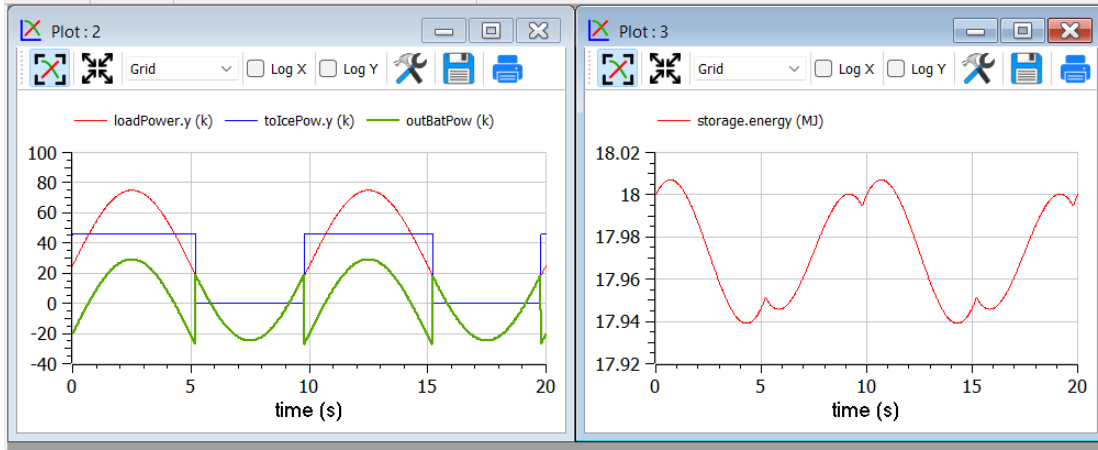 Plot : 2
Grid
Log X
Log Y
loadPower.y (k)
toIcePow.y (k)
outBatPow (k)
100
80
60
40
20
0
-20
-40
0
5
10
15
20
time (s)
Plot : 3
Grid
Log X
Log Y
storage.energy (MJ)
18.02
18
17.98
17.96
17.94
17.92
0
5
10
15
20
time (s)